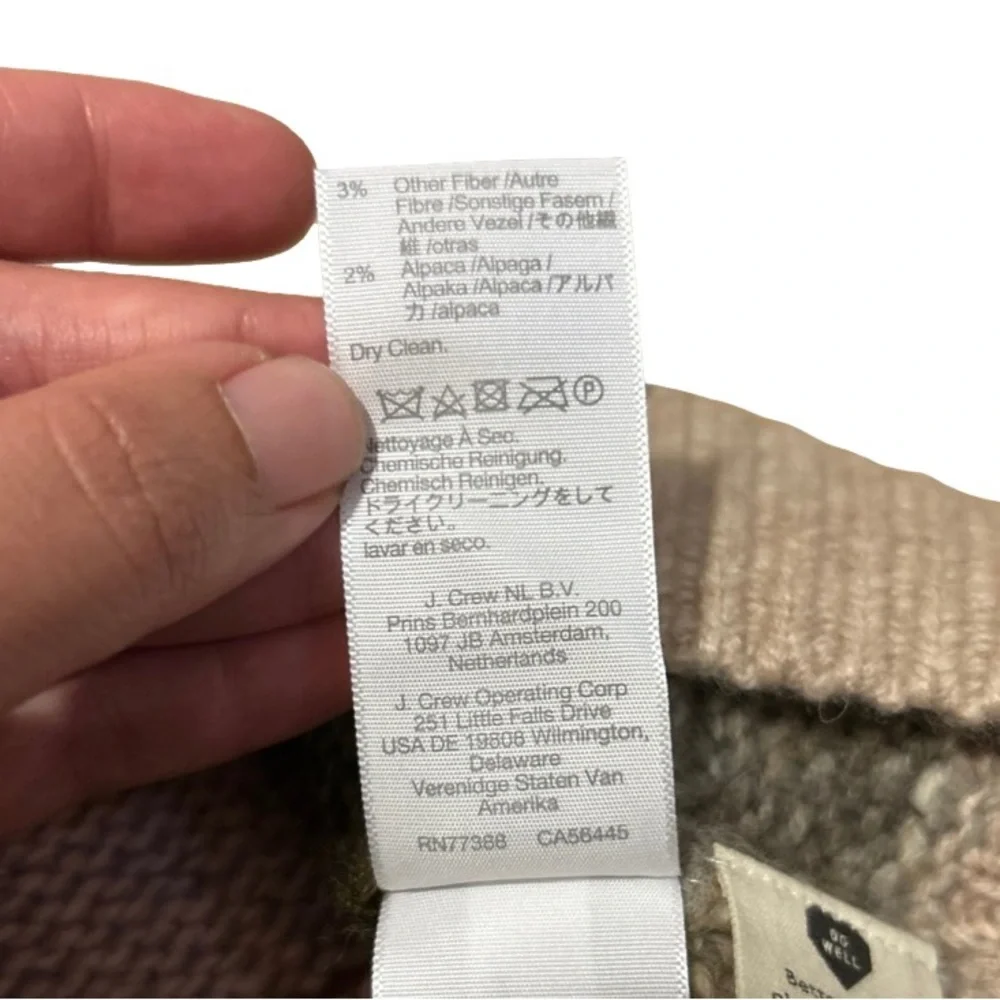 3% Other Fiber /Autre
Fibre /Sonstige Fasern /
Andere Vezel /その他繊
維 /otras
2% Alpaca /Alpaga /
Alpaka /Alpaca /アルパ
カ /alpaca
Dry Clean.
P
Nettoyage À Sec.
Chemische Reinigung.
Chemisch Reinigen.
ドライクリーニングをして
ください。
lavar en seco.
J. Crew NL B.V.
Prins Bernhardplein 200
1097 JB Amsterdam,
Netherlands
J. Crew Operating Corp
251 Little Falls Drive
USA DE 19808 Wilmington,
Delaware
Verenidge Staten Van
Amerika
RN77388 CA56445
DO
WELL